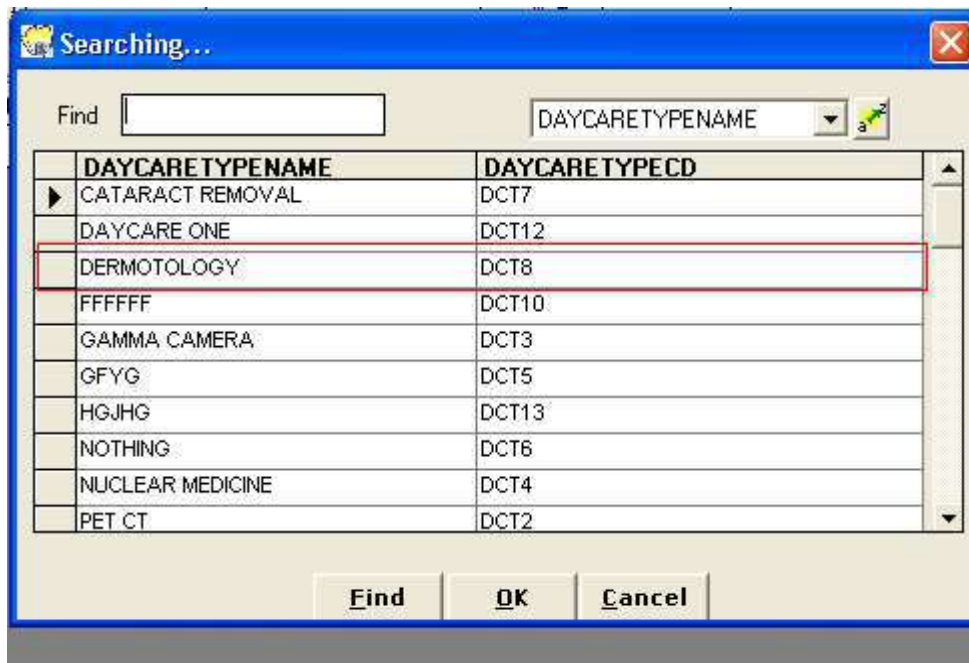 Searching...
Find DAYCARETYPENAME
DAYCARETYPENAME DAYCARETYPECD
CATARACT REMOVAL DCT7
DAYCARE ONE DCT12
DERMOTOLOGY DCT8
FFFFFF DCT10
GAMMA CAMERA DCT3
GFYG DCT5
HGJHG DCT13
NOTHING DCT6
NUCLEAR MEDICINE DCT4
PET CT DCT2
Find OK Cancel